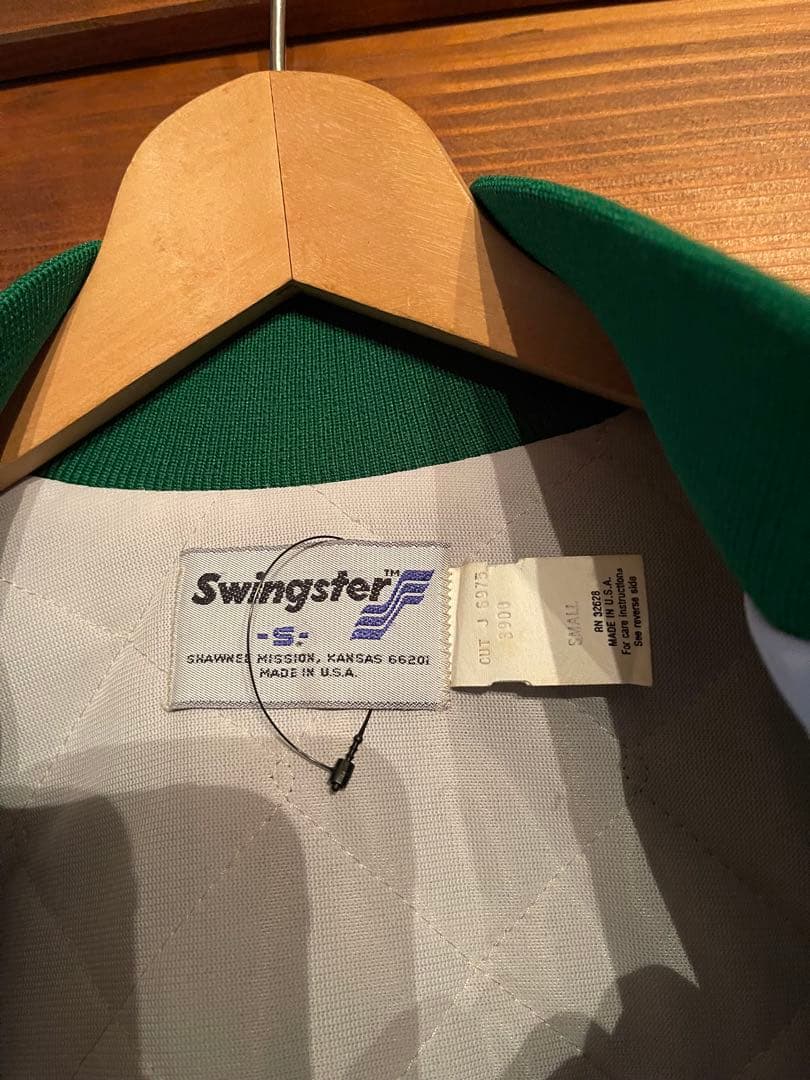 Swingster™
-S.-
SHAWNEE MISSION, KANSAS 66201
MADE IN U.S.A.
CUT J 6975
3900
SMALL
RN 32628
MADE IN U.S.A.
For care instructions
See reverse side